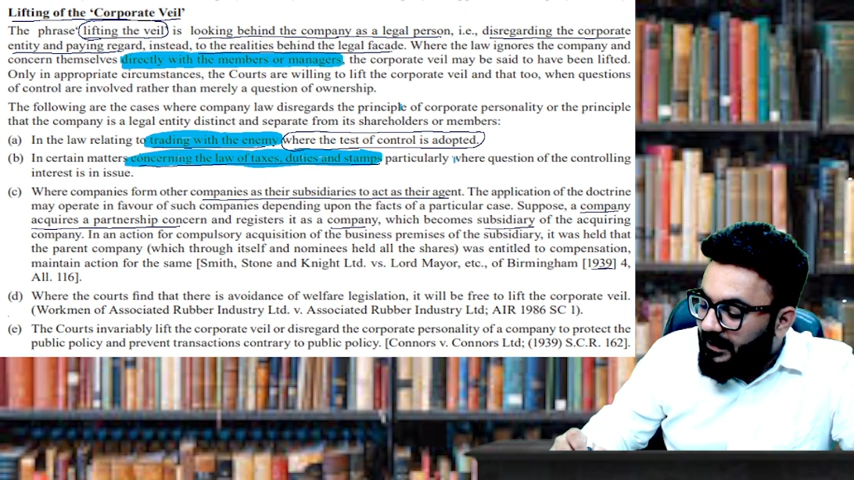 Lifting of the ‘Corporate Veil’
The phrase ‘lifting the veil’ is looking behind the company as a legal person, i.e., disregarding the corporate
entity and paying regard, instead, to the realities behind the legal facade. Where the law ignores the company and
concern themselves directly with the members or managers, the corporate veil may be said to have been lifted.
Only in appropriate circumstances, the Courts are willing to lift the corporate veil and that too, when questions
of control are involved rather than merely a question of ownership.
The following are the cases where company law disregards the principle of corporate personality or the principle
that the company is a legal entity distinct and separate from its shareholders or members:
(a) In the law relating to trading with the enemy where the test of control is adopted.
(b) In certain matters concerning the law of taxes, duties and stamps particularly where question of the controlling
interest is in issue.
(c) Where companies form other companies as their subsidiaries to act as their agent. The application of the doctrine
may operate in favour of such companies depending upon the facts of a particular case. Suppose, a company
acquires a partnership concern and registers it as a company, which becomes subsidiary of the acquiring
company. In an action for compulsory acquisition of the business premises of the subsidiary, it was held that
the parent company (which through itself and nominees held all the shares) was entitled to compensation,
maintain action for the same [Smith, Stone and Knight Ltd. vs. Lord Mayor, etc., of Birmingham [1939] 4,
All. 116].
(d) Where the courts find that there is avoidance of welfare legislation, it will be free to lift the corporate veil.
(Workmen of Associated Rubber Industry Ltd. v. Associated Rubber Industry Ltd; AIR 1986 SC 1).
(e) The Courts invariably lift the corporate veil or disregard the corporate personality of a company to protect the
public policy and prevent transactions contrary to public policy. [Connors v. Connors Ltd; (1939) S.C.R. 162].